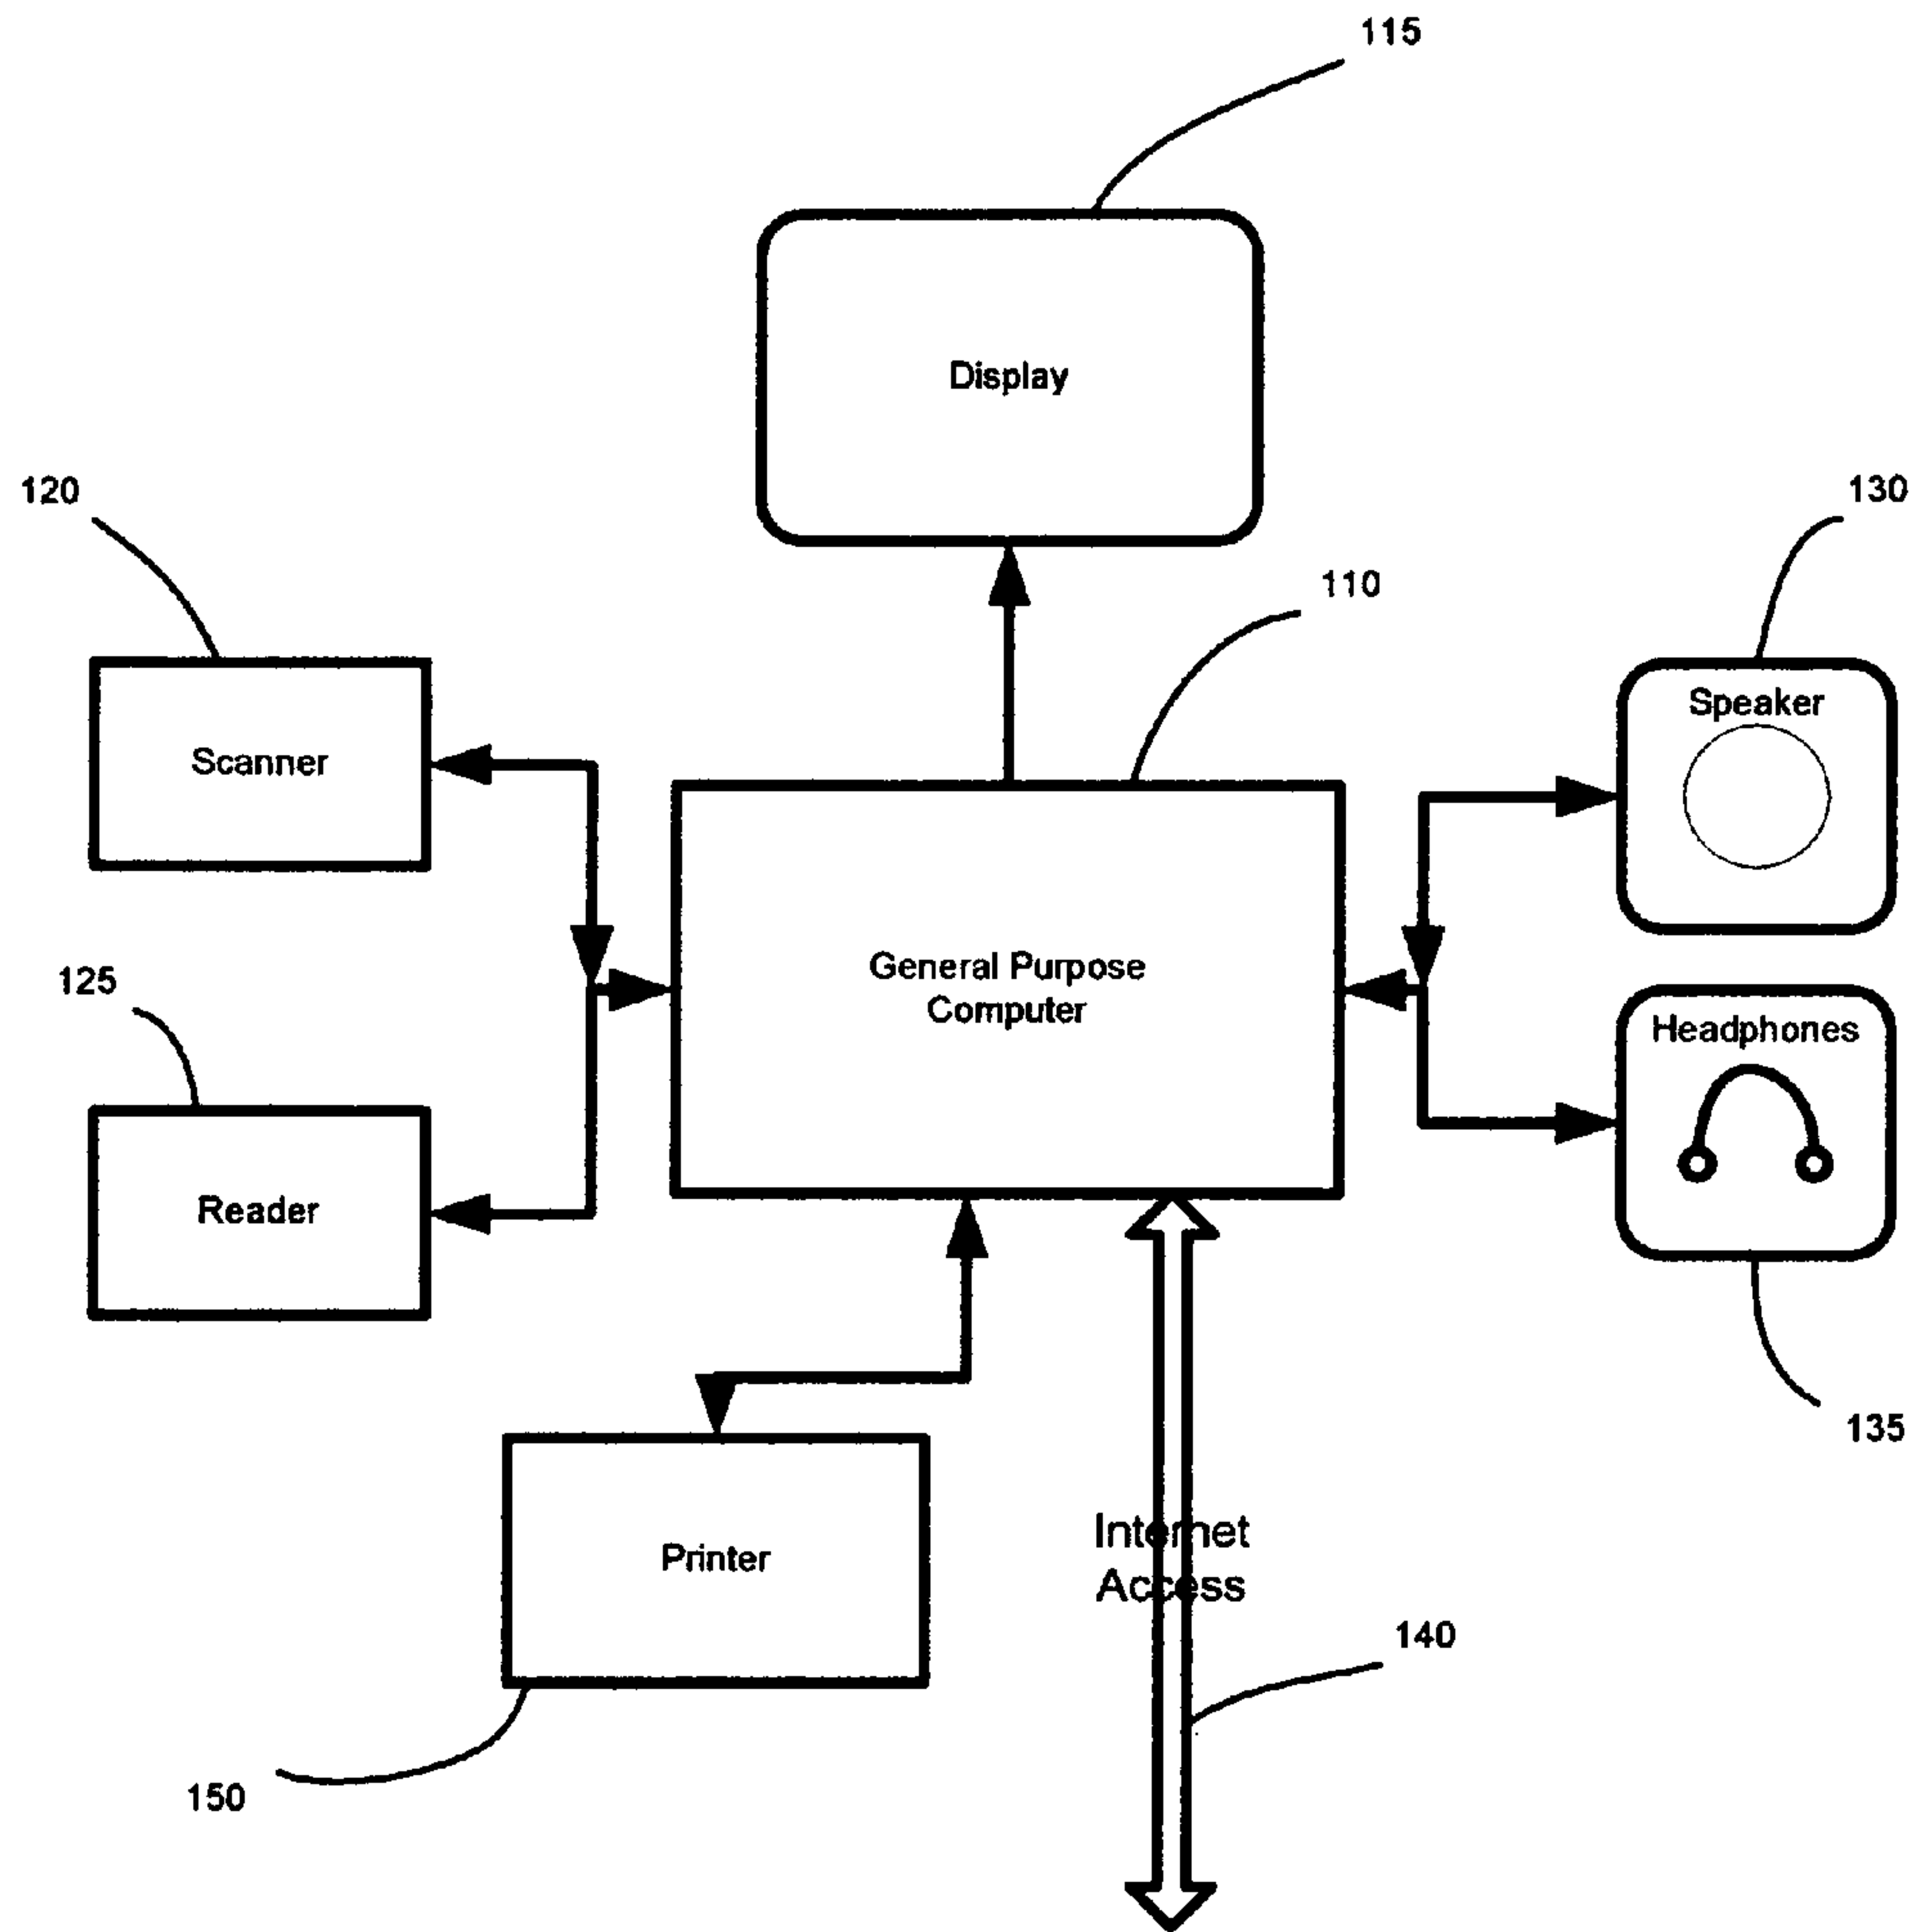 115
Display
120
130
110
Scanner
Speaker
General Purpose
Computer
125
Headphones
Reader
135
Internet
Access
Printer
140
150